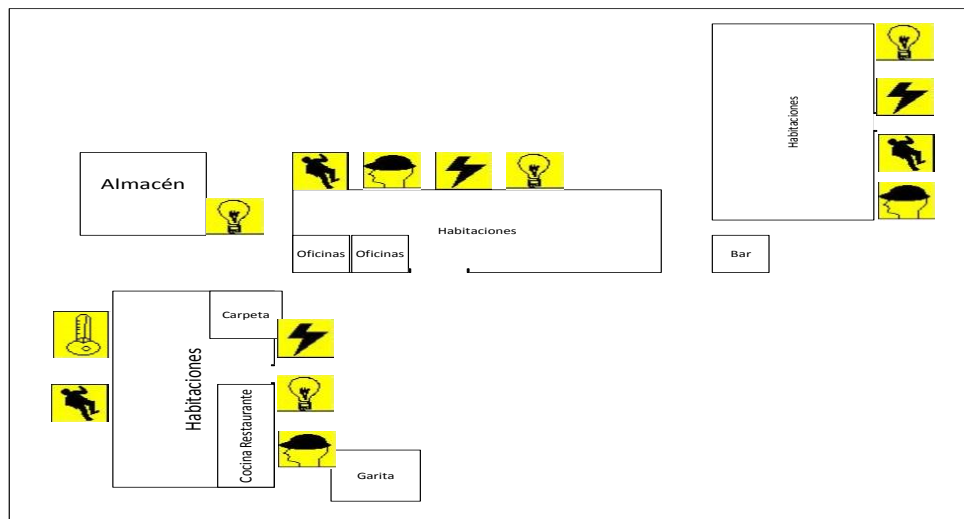 Habitaciones
Almacén
Habitaciones
Oficinas
Oficinas
Bar
Carpeta
Habitaciones
Cocina Restaurante
Garita